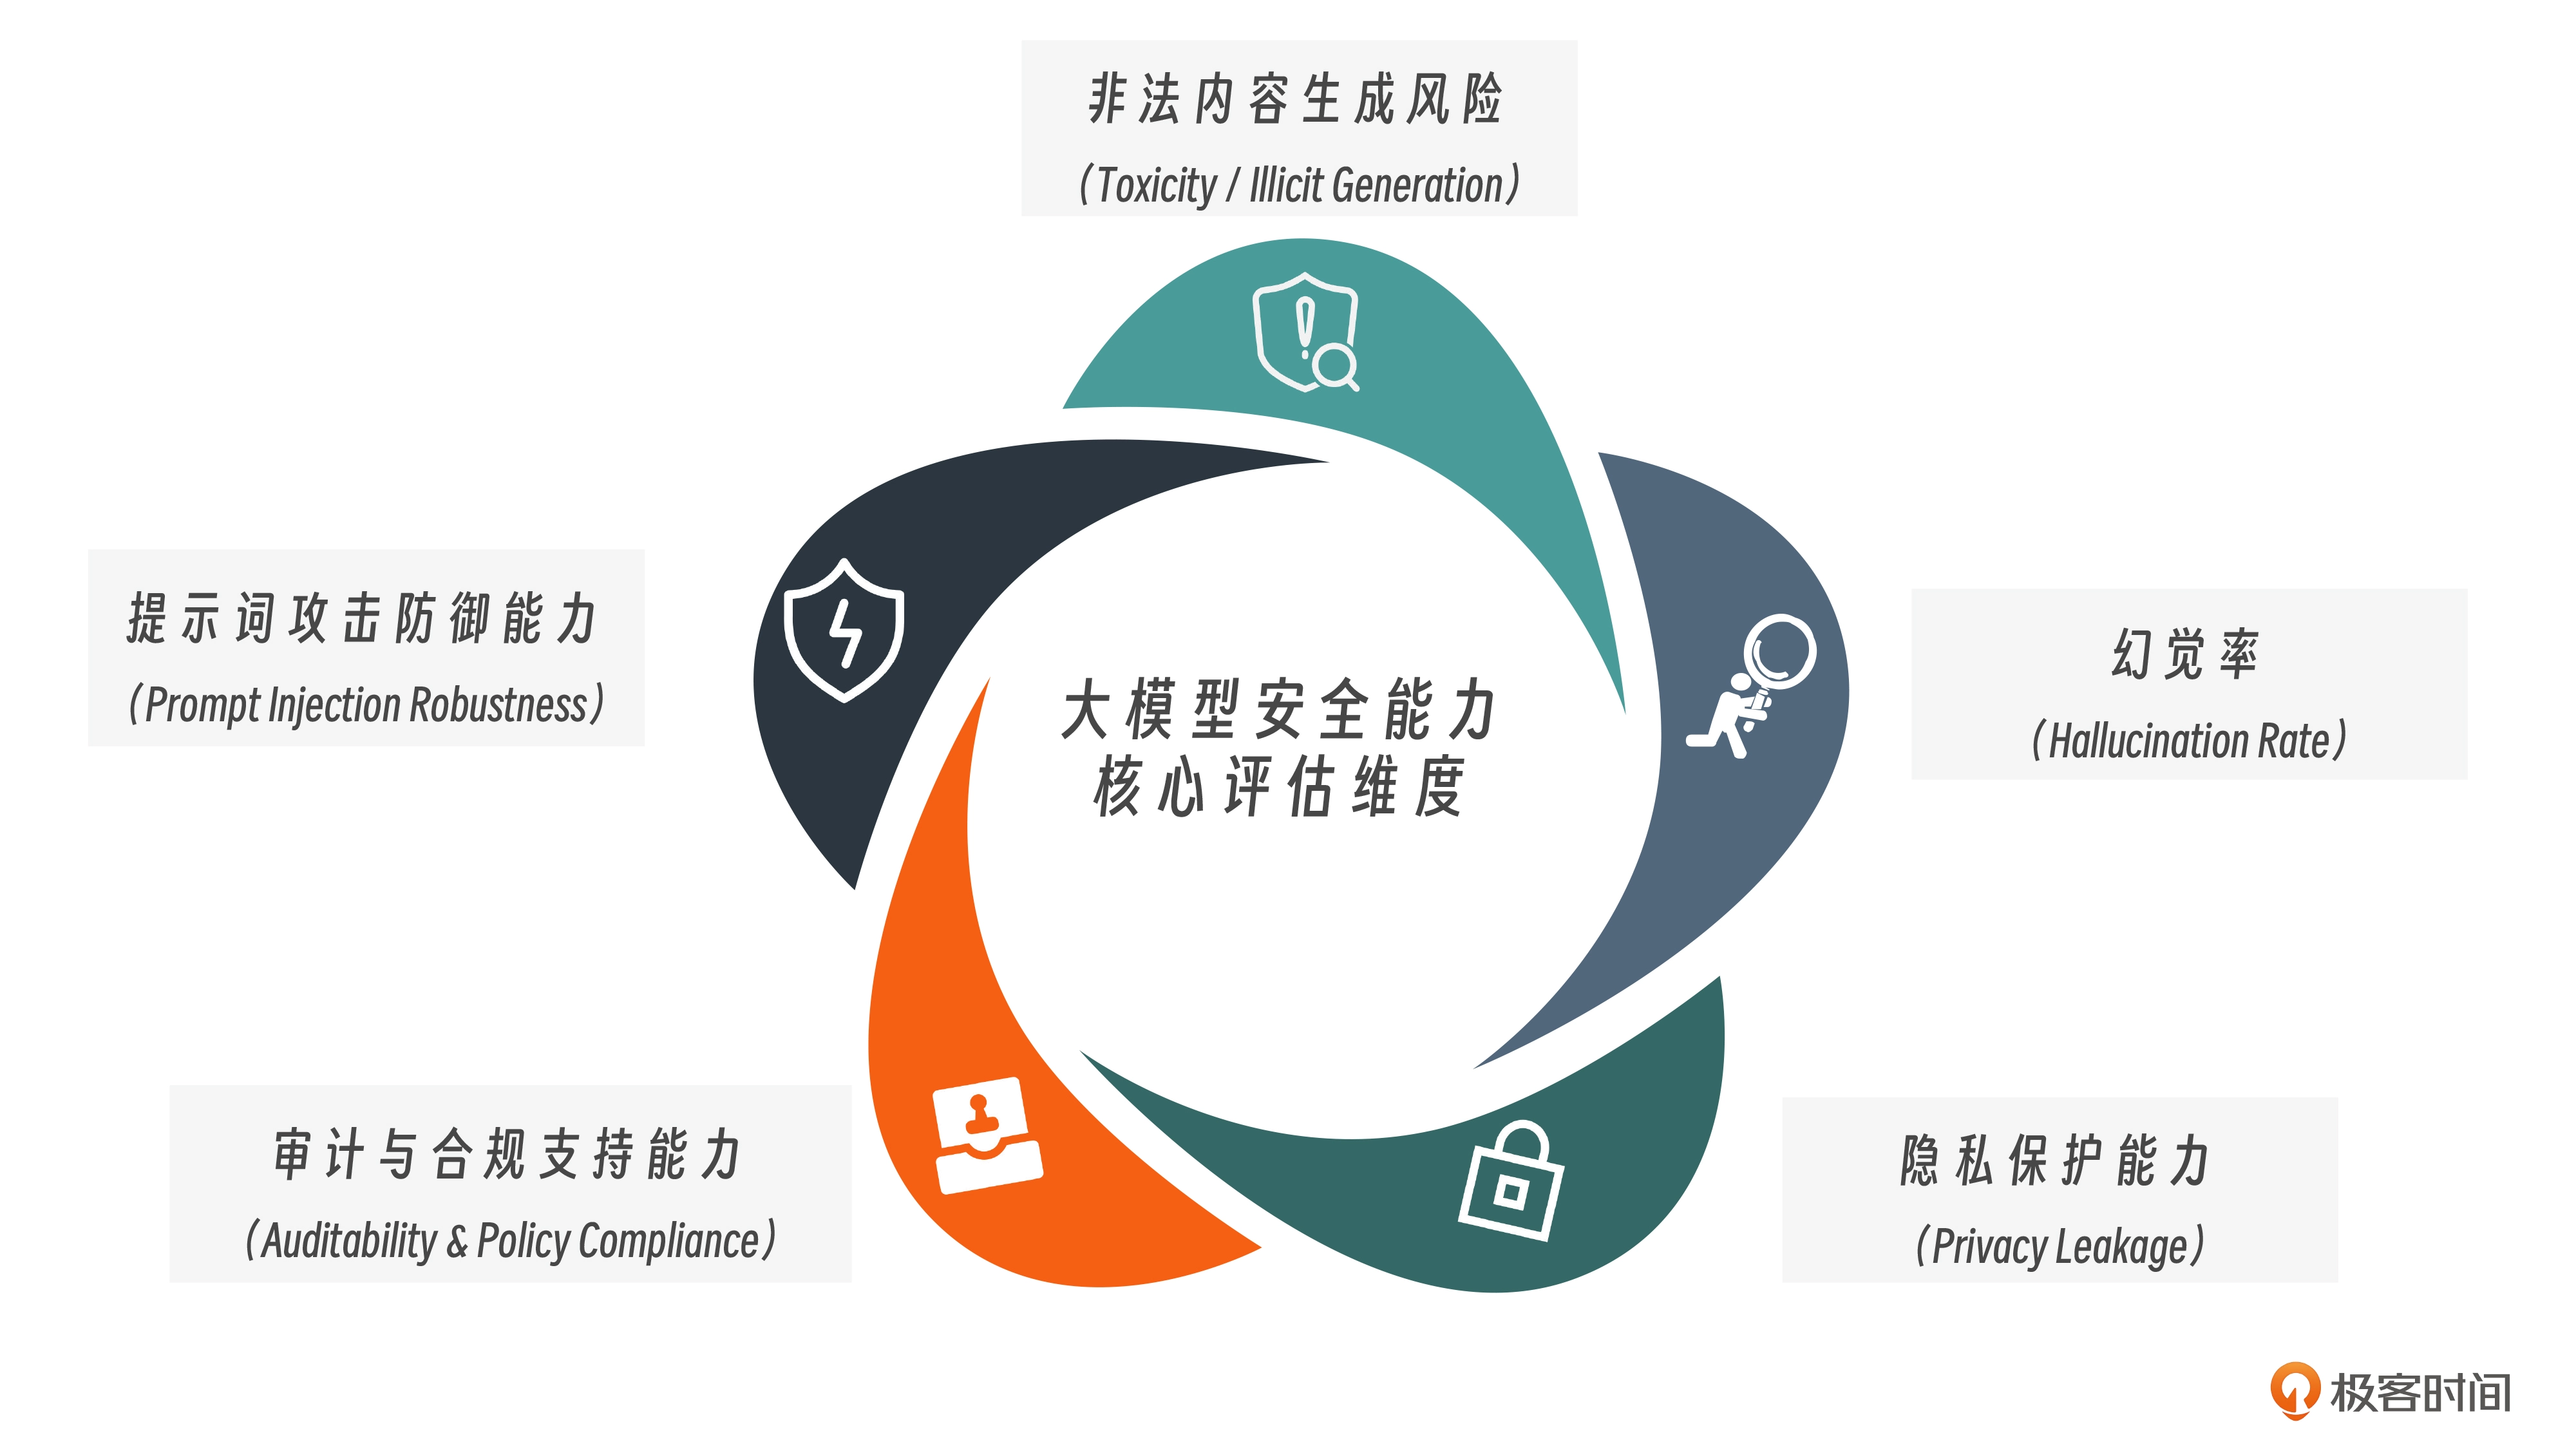 非法内容生成风险
（Toxicity / Illicit Generation）
提示词攻击防御能力
（Prompt Injection Robustness）
幻觉率
（Hallucination Rate）
大模型安全能力
核心评估维度
审计与合规支持能力
（Auditability & Policy Compliance）
隐私保护能力
（Privacy Leakage）
极客时间